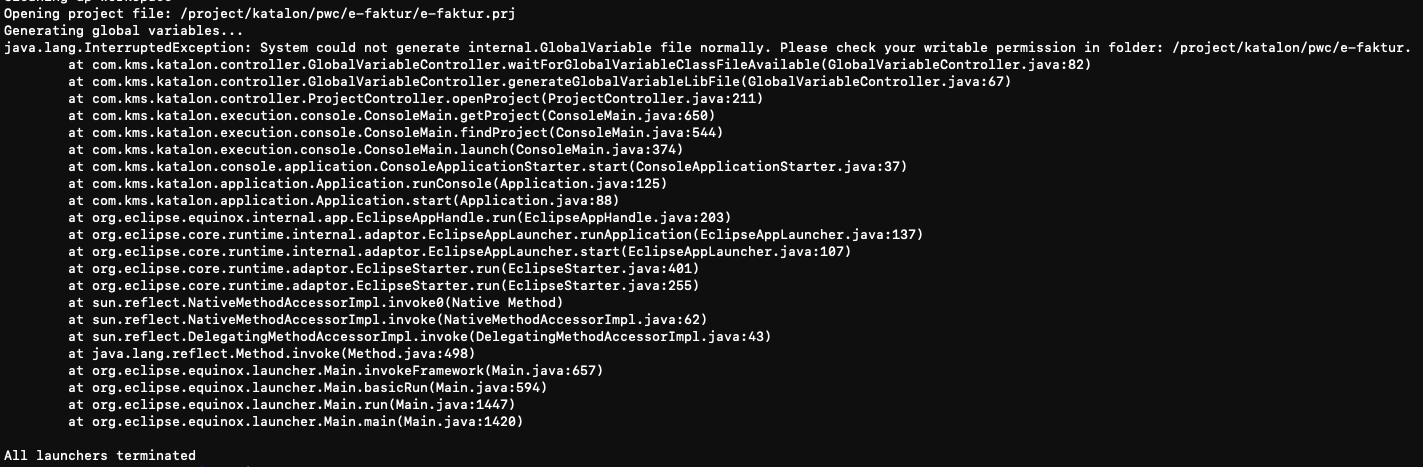 Cleaning up workspace
Opening project file: /project/katalon/pwc/e-faktur/e-faktur.prj
Generating global variables...
java.lang.InterruptedException: System could not generate internal.GlobalVariable file normally. Please check your writable permission in folder: /project/katalon/pwc/e-faktur.
at com.kms.katalon.controller.GlobalVariableController.waitForGlobalVariableClassFileAvailable(GlobalVariableController.java:82)
at com.kms.katalon.controller.GlobalVariableController.generateGlobalVariableLibFile(GlobalVariableController.java:67)
at com.kms.katalon.controller.ProjectController.openProject(ProjectController.java:211)
at com.kms.katalon.execution.console.ConsoleMain.getProject(ConsoleMain.java:650)
at com.kms.katalon.execution.console.ConsoleMain.findProject(ConsoleMain.java:544)
at com.kms.katalon.execution.console.ConsoleMain.launch(ConsoleMain.java:374)
at com.kms.katalon.console.application.ConsoleApplicationStarter.start(ConsoleApplicationStarter.java:37)
at com.kms.katalon.application.Application.runConsole(Application.java:125)
at com.kms.katalon.application.Application.start(Application.java:88)
at org.eclipse.equinox.internal.app.EclipseAppHandle.run(EclipseAppHandle.java:203)
at org.eclipse.core.runtime.internal.adaptor.EclipseAppLauncher.runApplication(EclipseAppLauncher.java:137)
at org.eclipse.core.runtime.internal.adaptor.EclipseAppLauncher.start(EclipseAppLauncher.java:107)
at org.eclipse.core.runtime.adaptor.EclipseStarter.run(EclipseStarter.java:401)
at org.eclipse.core.runtime.adaptor.EclipseStarter.run(EclipseStarter.java:255)
at sun.reflect.NativeMethodAccessorImpl.invoke0(Native Method)
at sun.reflect.NativeMethodAccessorImpl.invoke(NativeMethodAccessorImpl.java:62)
at sun.reflect.DelegatingMethodAccessorImpl.invoke(DelegatingMethodAccessorImpl.java:43)
at java.lang.reflect.Method.invoke(Method.java:498)
at org.eclipse.equinox.launcher.Main.invokeFramework(Main.java:657)
at org.eclipse.equinox.launcher.Main.basicRun(Main.java:594)
at org.eclipse.equinox.launcher.Main.run(Main.java:1447)
at org.eclipse.equinox.launcher.Main.main(Main.java:1420)
All launchers terminated